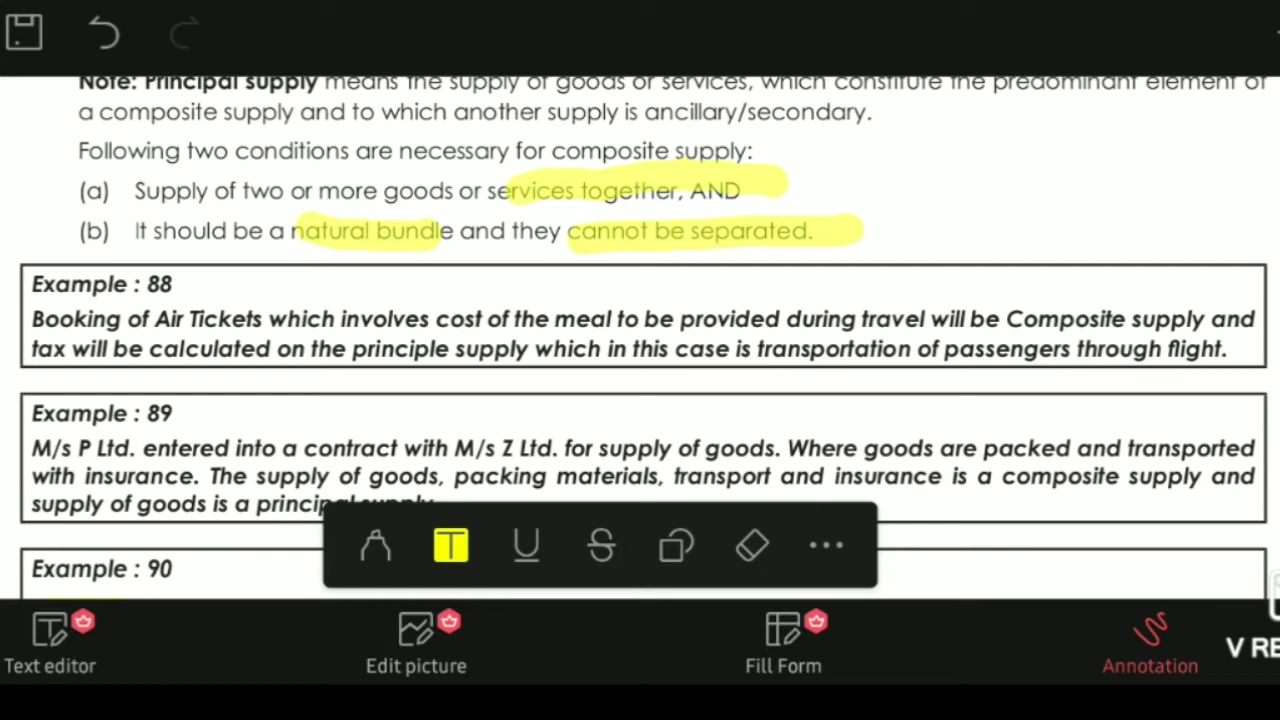 Note: Principal supply means the supply of goods or services, which constitute the predominant element of
a composite supply and to which another supply is ancillary/secondary.
Following two conditions are necessary for composite supply:
(a) Supply of two or more goods or services together, AND
(b) It should be a natural bundle and they cannot be separated.
Example : 88
Booking of Air Tickets which involves cost of the meal to be provided during travel will be Composite supply and
tax will be calculated on the principle supply which in this case is transportation of passengers through flight.
Example : 89
M/s P Ltd. entered into a contract with M/s Z Ltd. for supply of goods. Where goods are packed and transported
with insurance. The supply of goods, packing materials, transport and insurance is a composite supply and
supply of goods is a principal supply.
Example : 90
Text editor
Edit picture
Fill Form
Annotation
V RE